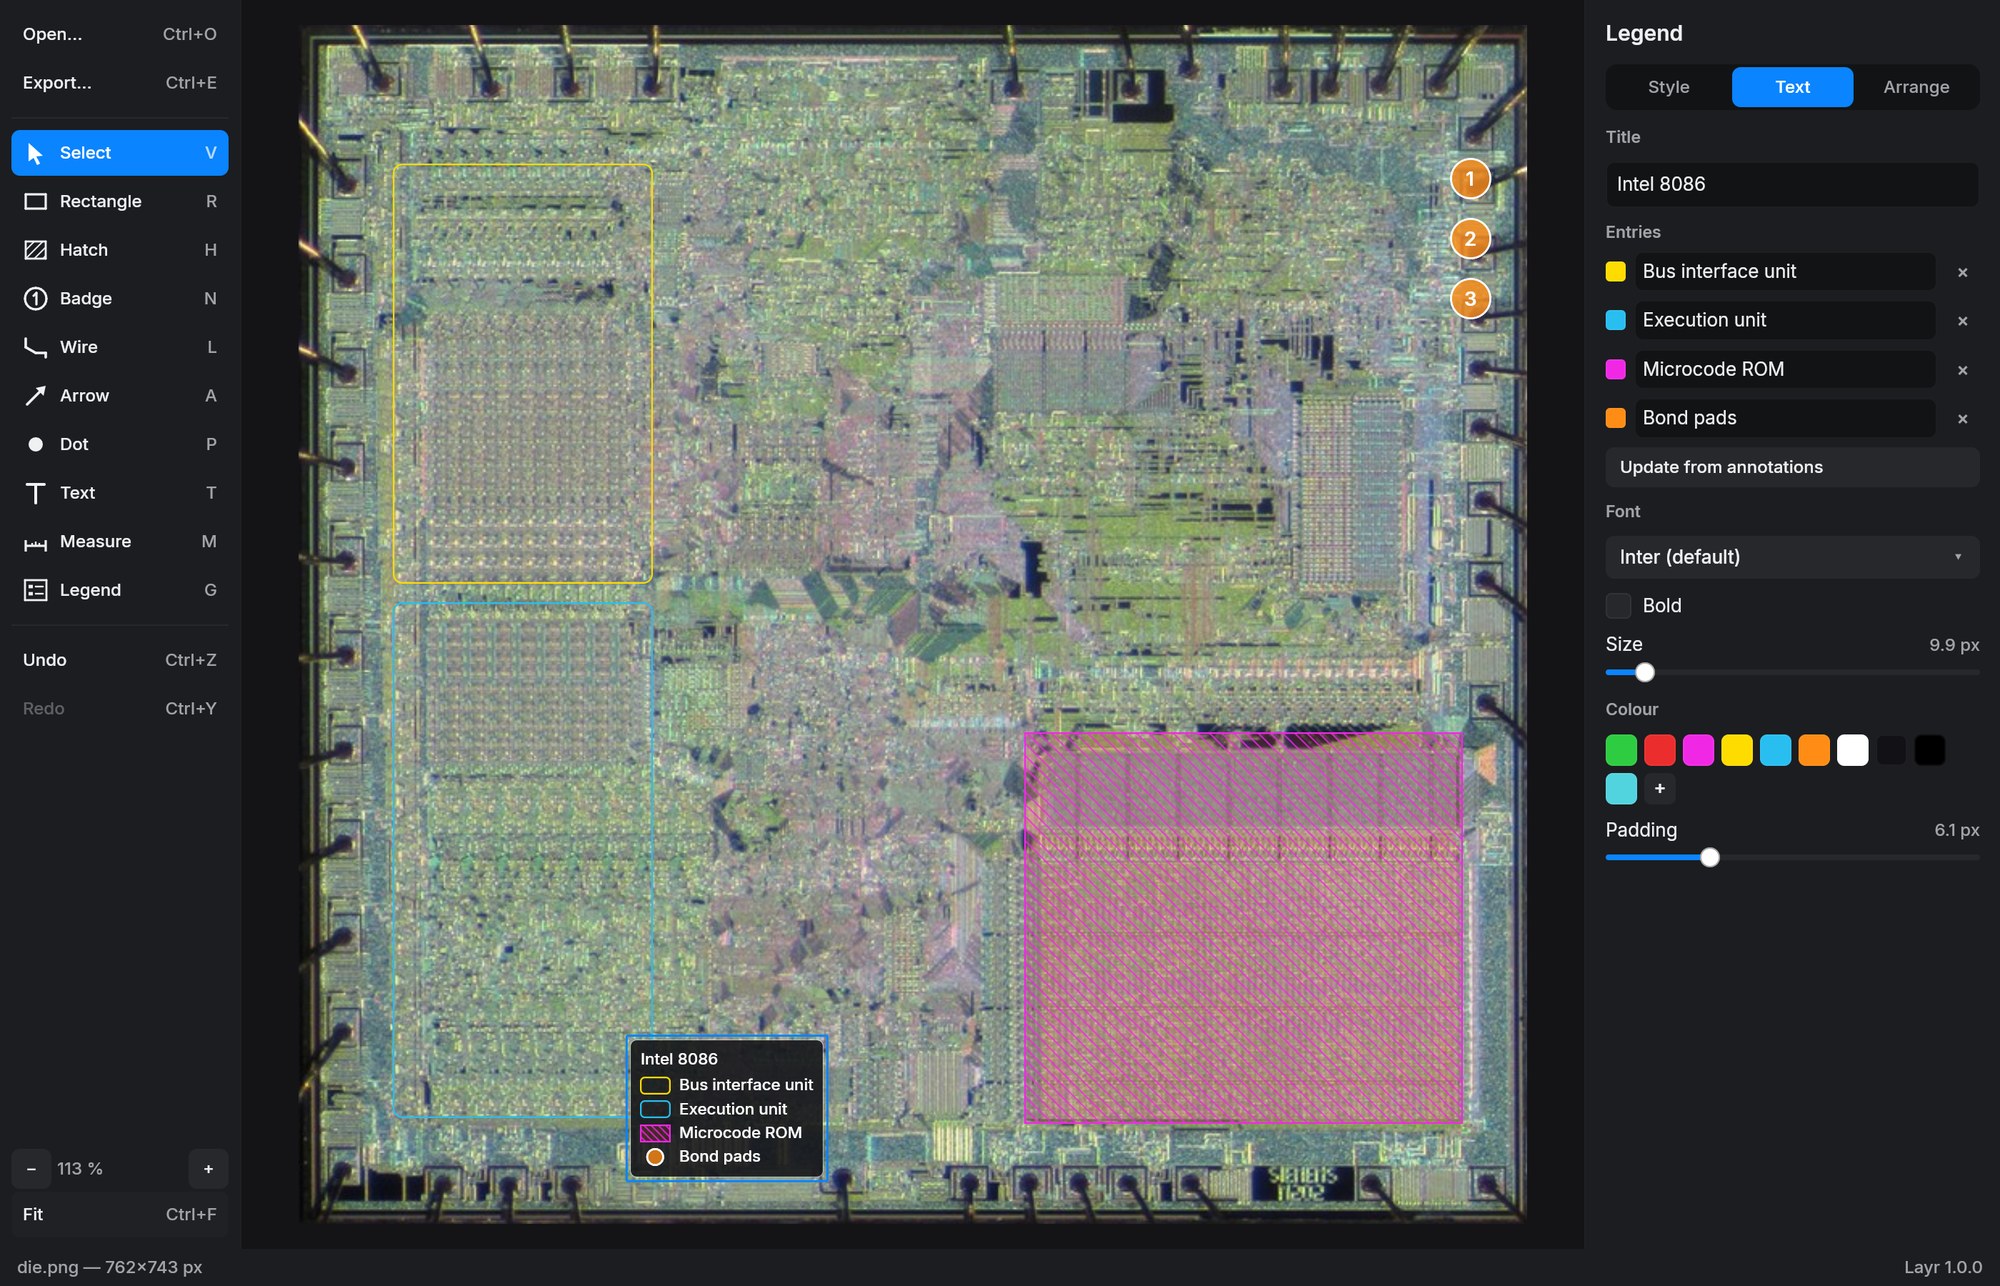 Open... Ctrl+O
Export... Ctrl+E
Select V
Rectangle R
Hatch H
1 Badge N
Wire L
Arrow A
Dot P
Text T
Measure M
Legend G
Undo Ctrl+Z
Redo Ctrl+Y
− 113 % +
Fit Ctrl+F
die.png — 762×743 px
1
2
3
Intel 8086
Bus interface unit
Execution unit
Microcode ROM
Bond pads
SIEMENS
Legend
Style Text Arrange
Title
Intel 8086
Entries
Bus interface unit ×
Execution unit ×
Microcode ROM ×
Bond pads ×
Update from annotations
Font
Inter (default)
Bold
Size 9.9 px
Colour
+
Padding 6.1 px
Layr 1.0.0